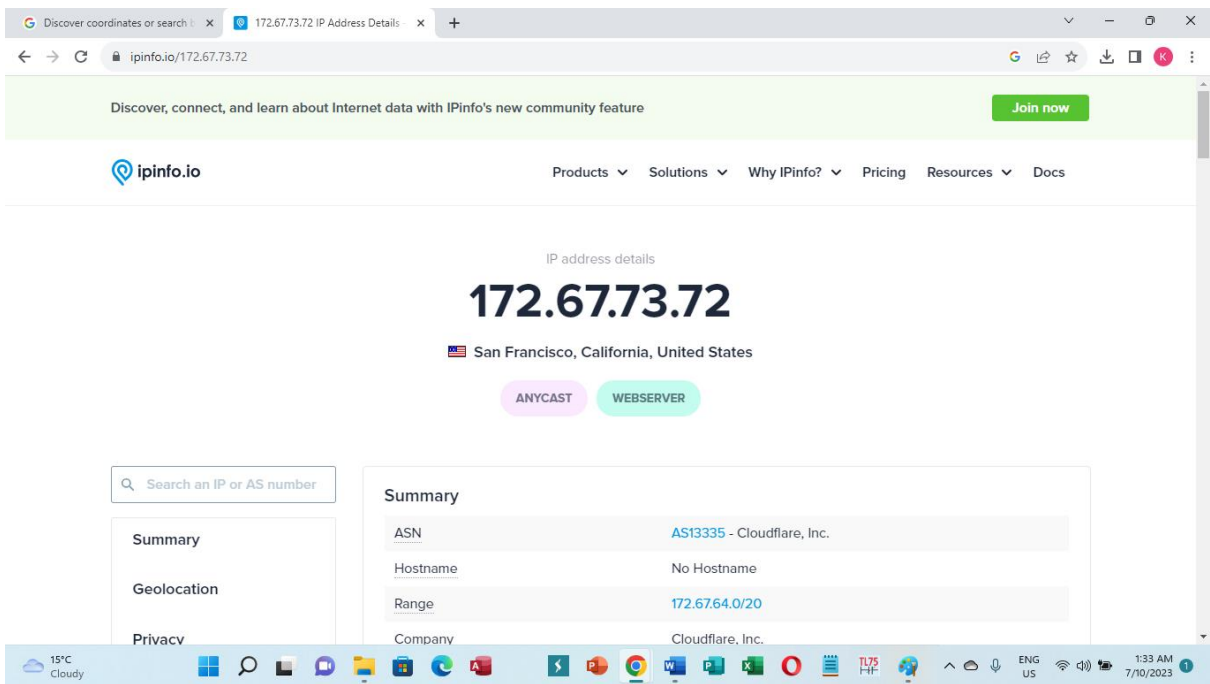 Discover coordinates or search b
172.67.73.72 IP Address Details -
ipinfo.io/172.67.73.72
G
K
Discover, connect, and learn about Internet data with IPinfo's new community feature
Join now
ipinfo.io
Products Solutions Why IPinfo? Pricing Resources Docs
IP address details
172.67.73.72
San Francisco, California, United States
ANYCAST WEBSERVER
Search an IP or AS number
Summary
Geolocation
Privacy
Summary
ASN AS13335 - Cloudflare, Inc.
Hostname No Hostname
Range 172.67.64.0/20
Company Cloudflare, Inc.
15°C
Cloudy
TL75
ENG
US
1:33 AM
7/10/2023
1